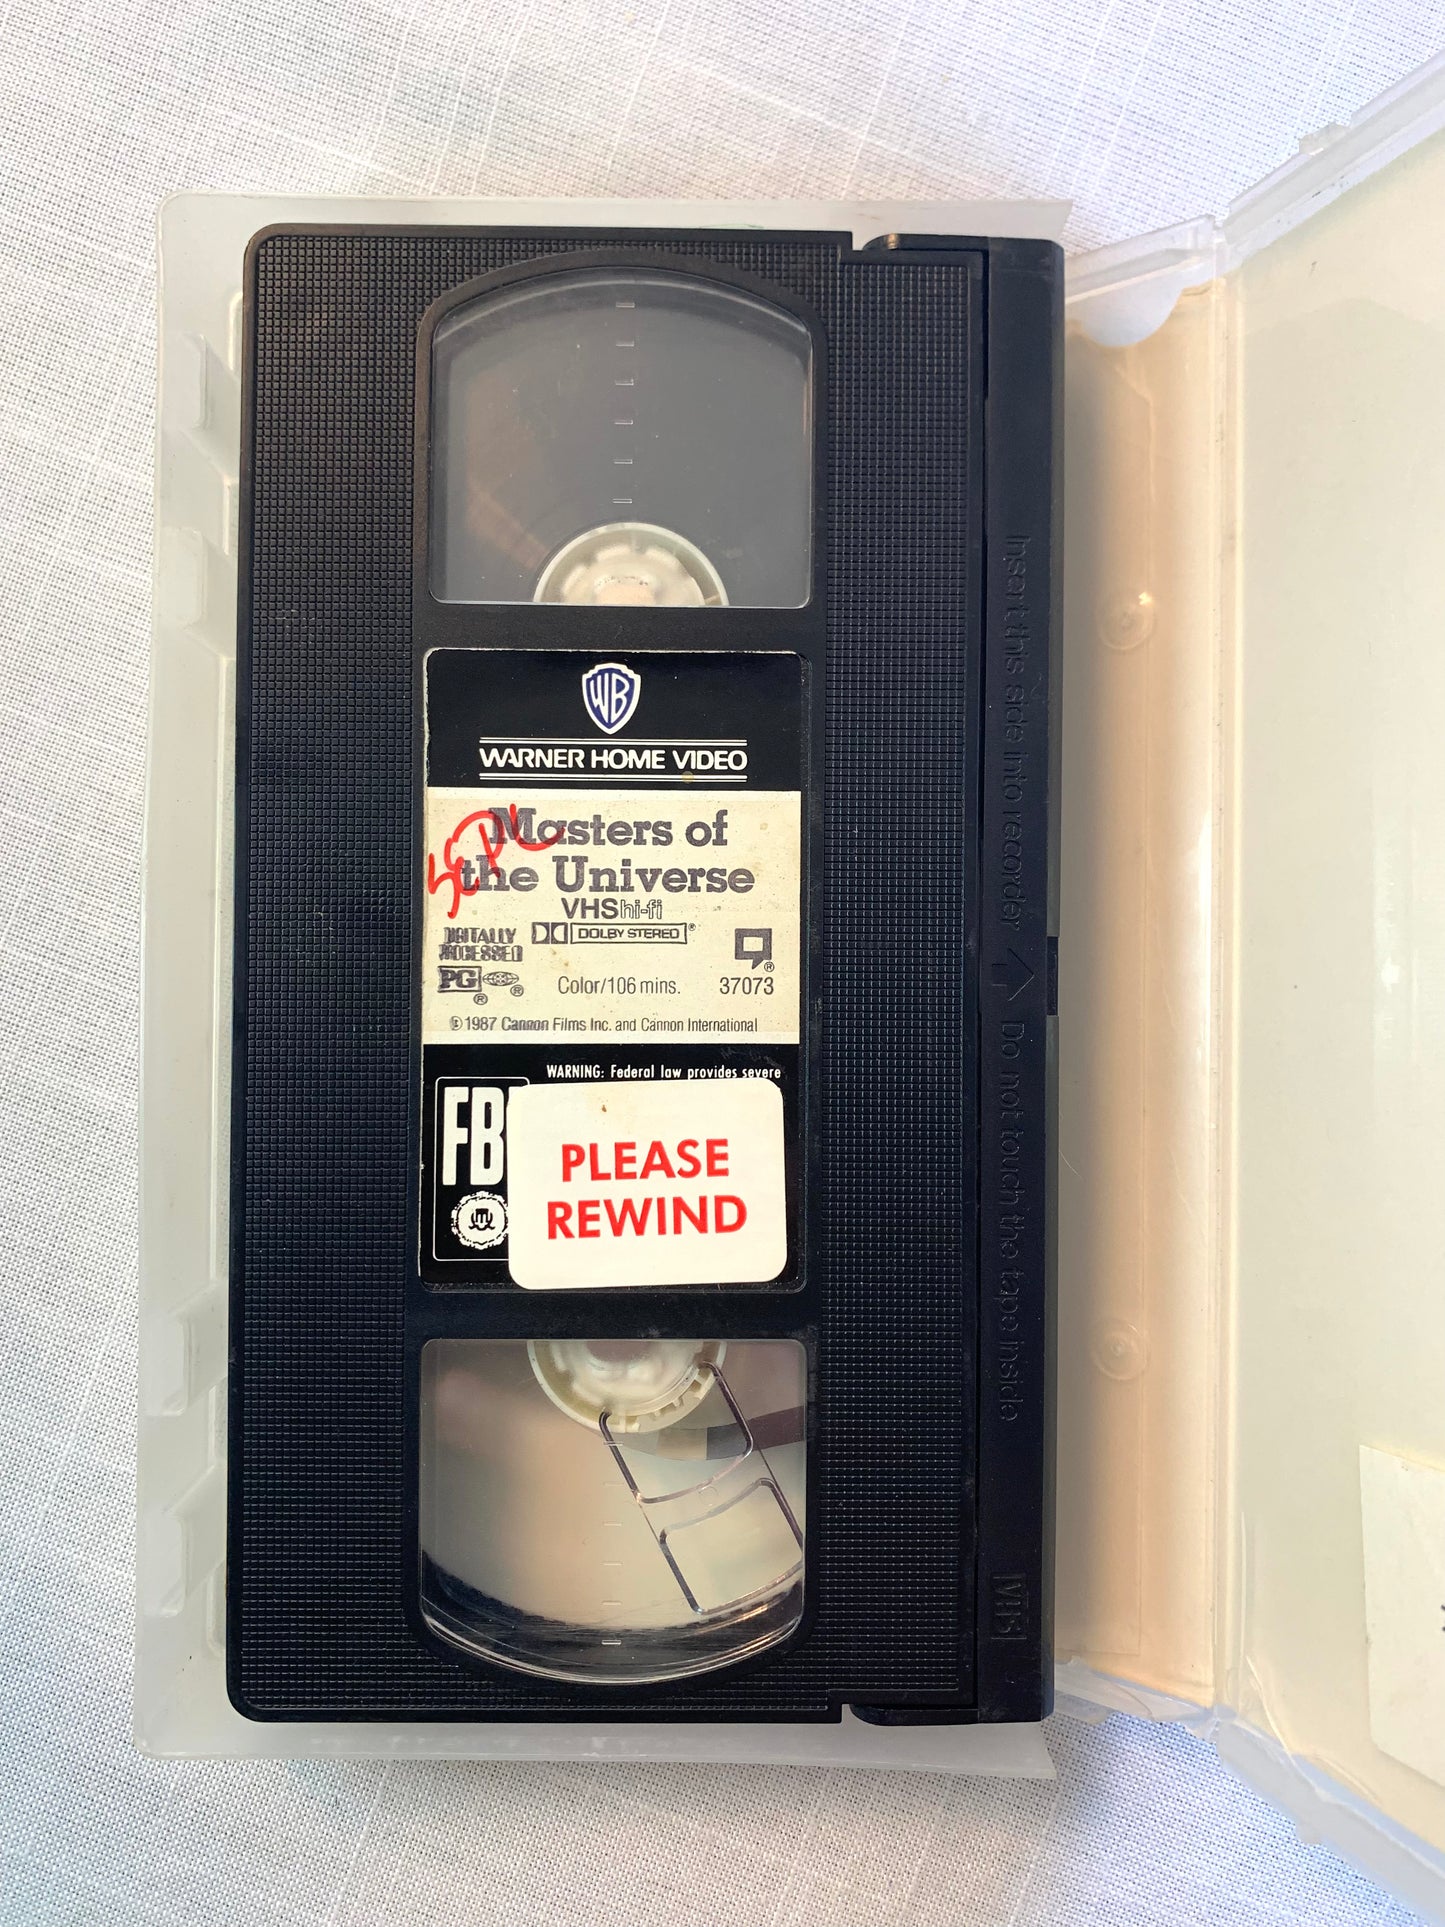 WB
WARNER HOME VIDEO
Masters of
the Universe
VHS hi-fi
DIGITALLY
PROCESSED
DOLBY STEREO ®
PG ® ®
Color/106 mins.
®
37073
© 1987 Cannon Films Inc. and Cannon International
WARNING: Federal law provides severe
FBI
PLEASE
REWIND
Insert this side into recorder
Do not touch the tape inside
VHS